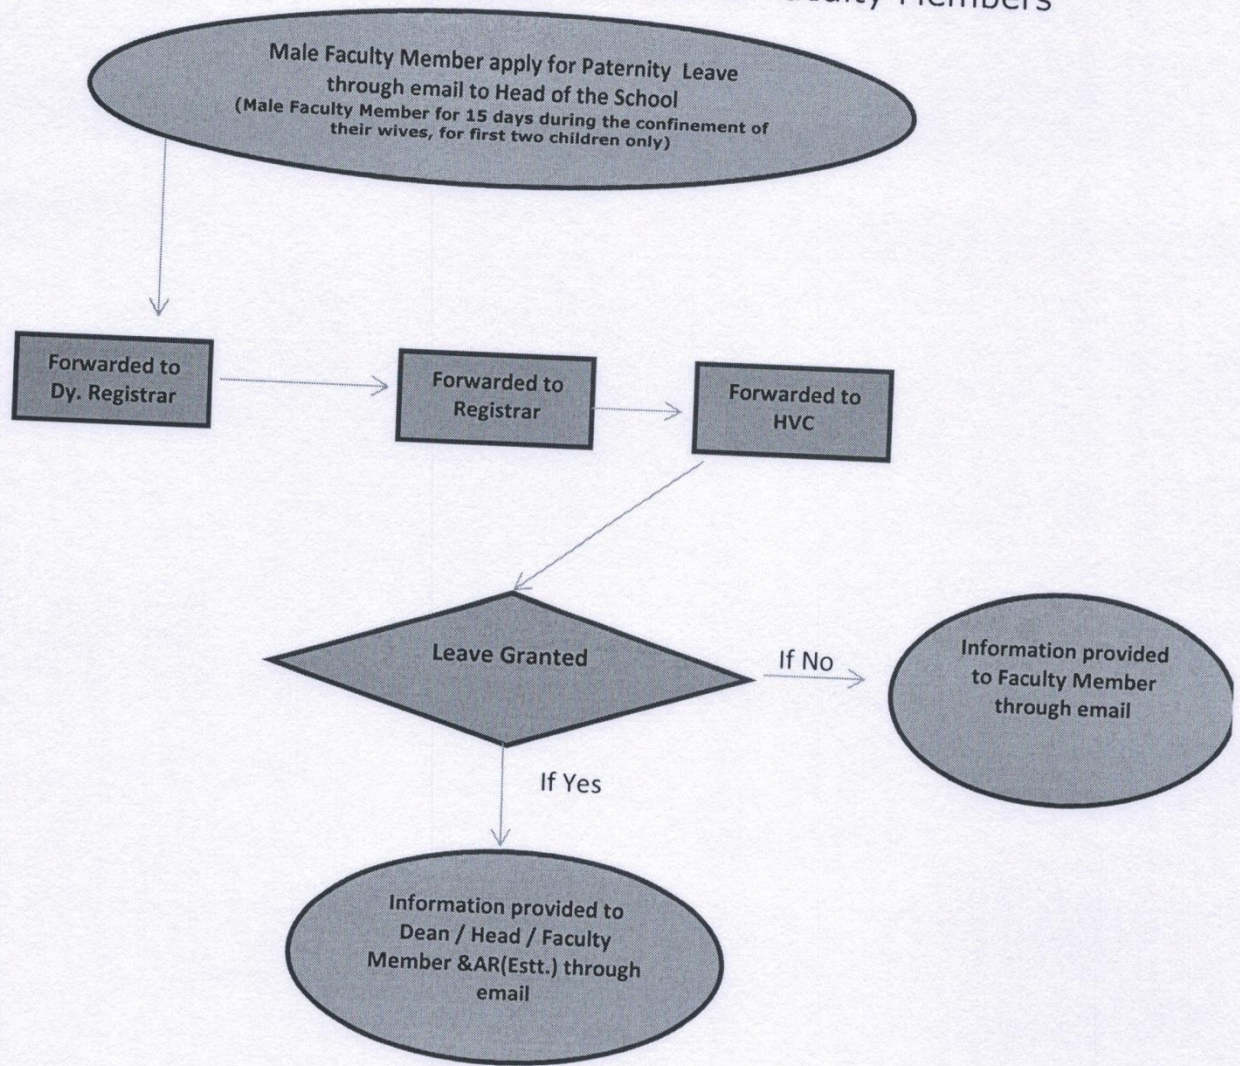 Members
Male Faculty Member apply for Paternity Leave
through email to Head of the School
(Male Faculty Member for 15 days during the confinement of
their wives, for first two children only)
Forwarded to
Dy. Registrar
Forwarded to
Registrar
Forwarded to
HVC
Leave Granted
If No
Information provided
to Faculty Member
through email
If Yes
Information provided to
Dean / Head / Faculty
Member &AR(Estt.) through
email